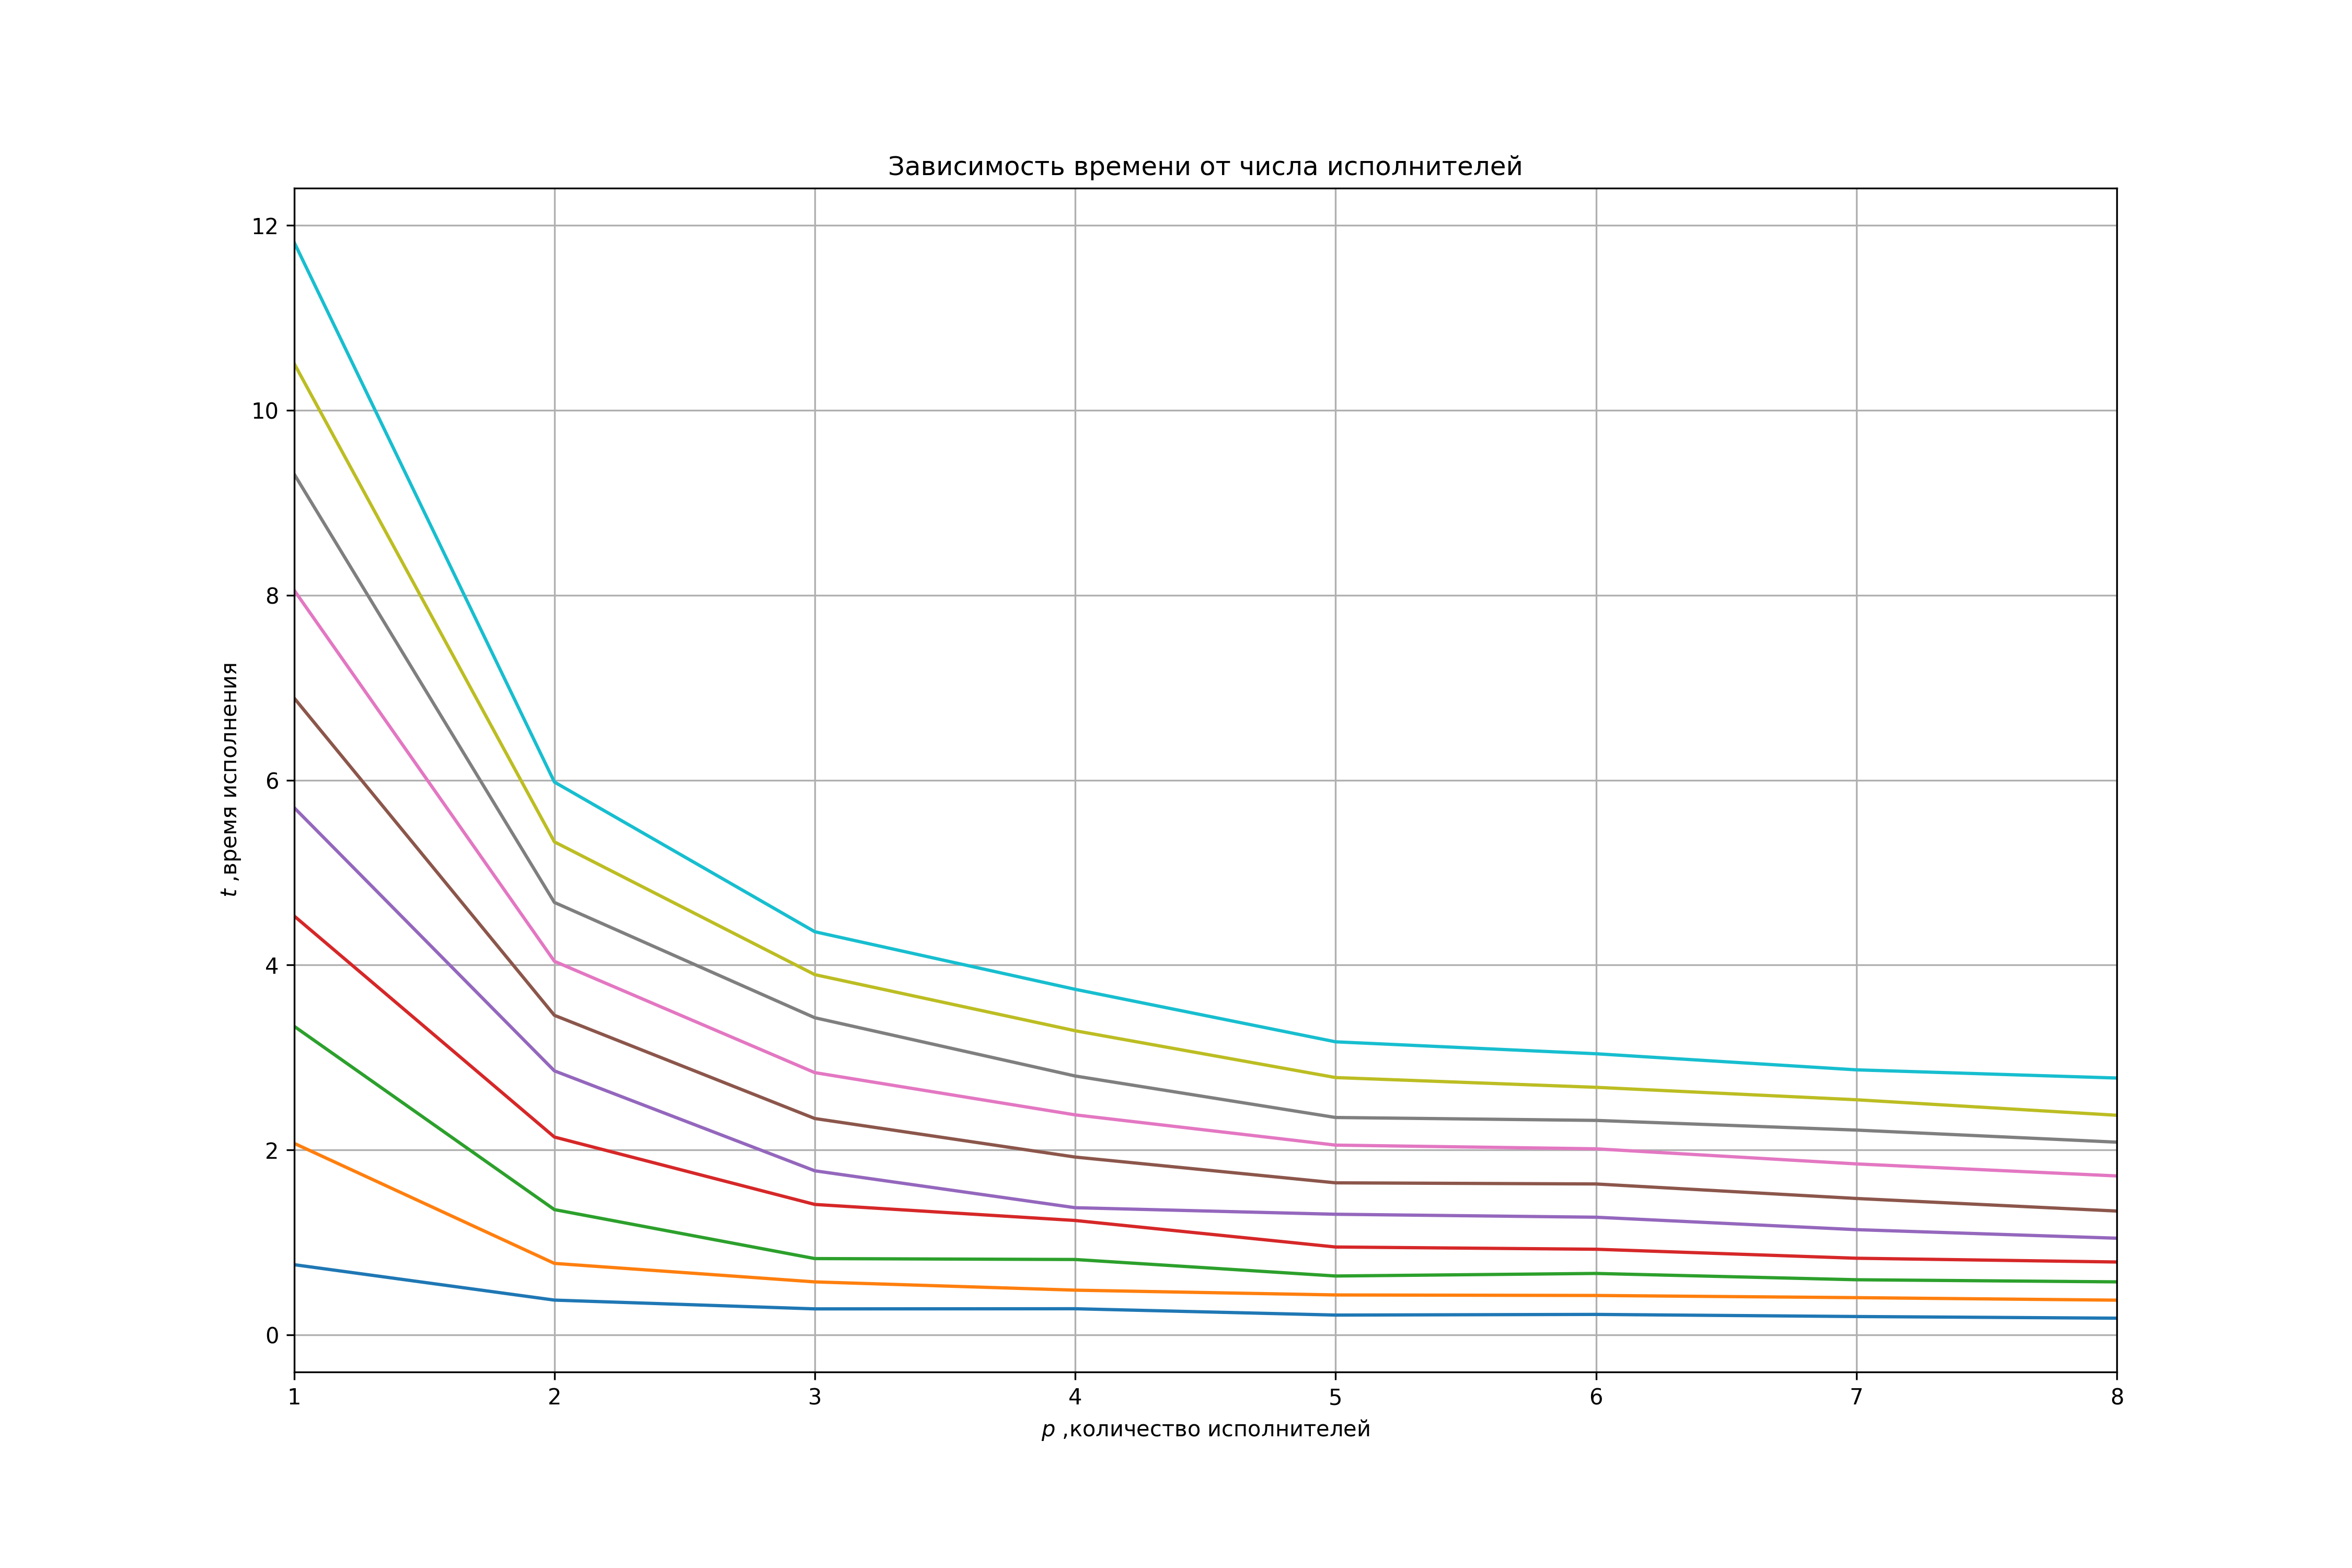 Зависимость времени от числа исполнителей
12
10
8
6
4
2
0
t ,время исполнения
1 2 3 4 5 6 7 8
p ,количество исполнителей